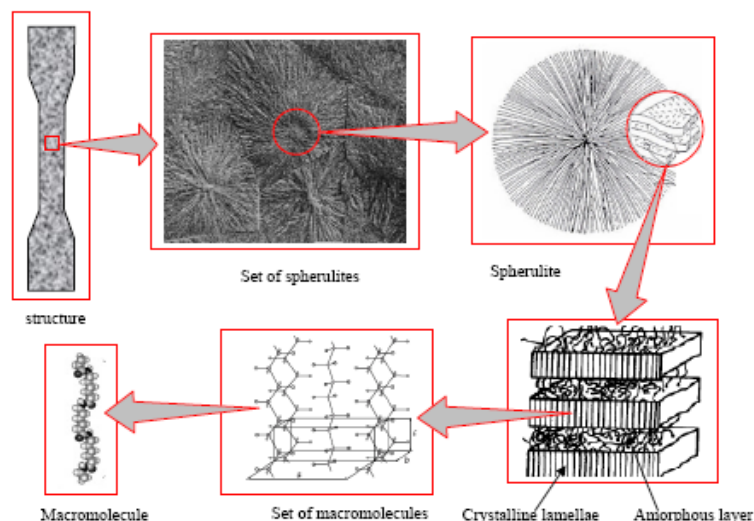 Set of spherulites
Spherulite
structure
Macromolecule
Set of macromolecules
Crystalline lamellae
Amorphous layer
a
b
c